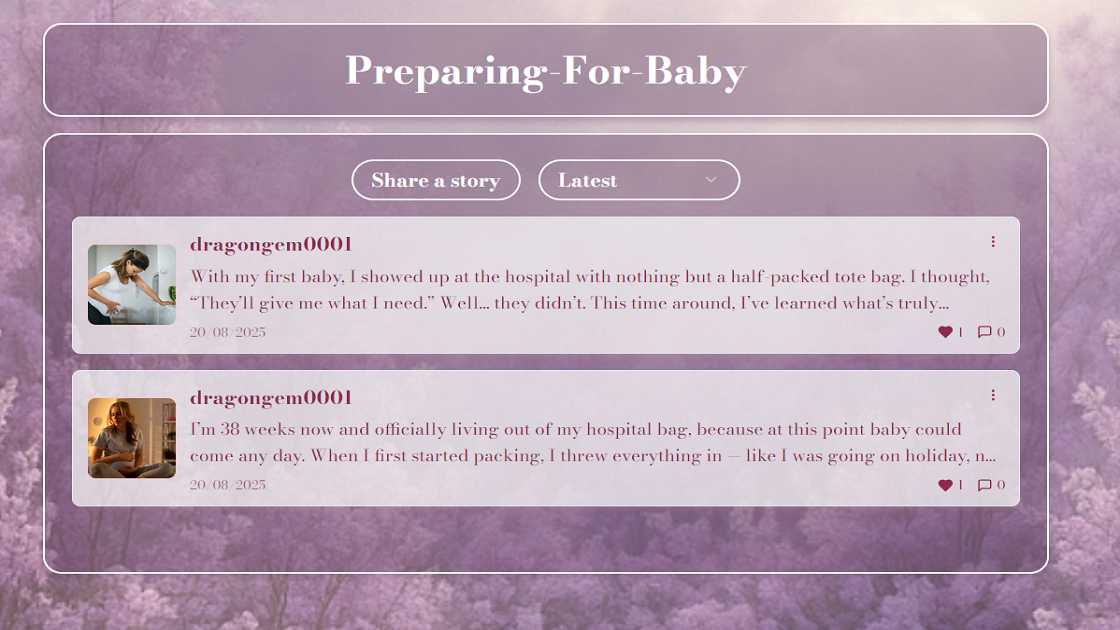 Preparing-For-Baby
Share a story
Latest
dragongem0001
With my first baby, I showed up at the hospital with nothing but a half-packed tote bag. I thought,
“They’ll give me what I need.” Well... they didn’t. This time around, I’ve learned what’s truly...
20/08/2025
1
0
dragongem0001
I’m 38 weeks now and officially living out of my hospital bag, because at this point baby could
come any day. When I first started packing, I threw everything in — like I was going on holiday, n...
20/08/2025
1
0